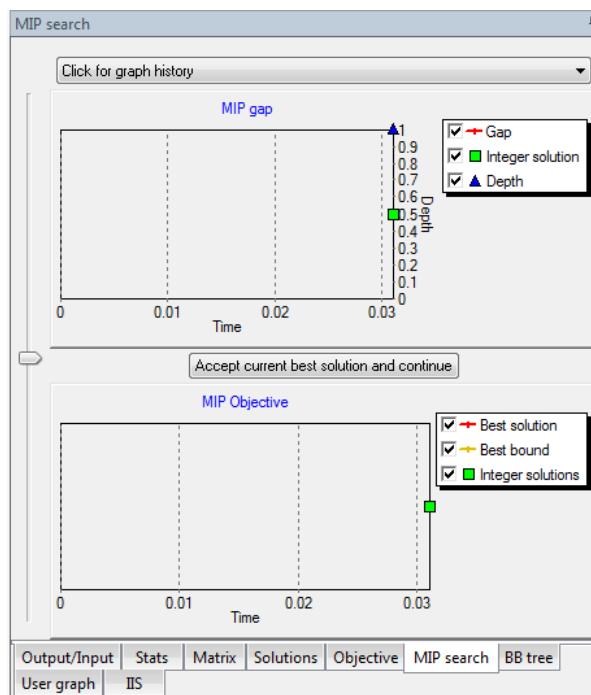 MIP search
Click for graph history
MIP gap
1
0.9
0.8
0.7
0.6
0.5
0.4
0.3
0.2
0.1
0
Depth
0 0.01 0.02 0.03
Time
Gap
Integer solution
Depth
Accept current best solution and continue
MIP Objective
0 0.01 0.02 0.03
Time
Best solution
Best bound
Integer solutions
Output/Input Stats Matrix Solutions Objective MIP search BB tree
User graph IIS